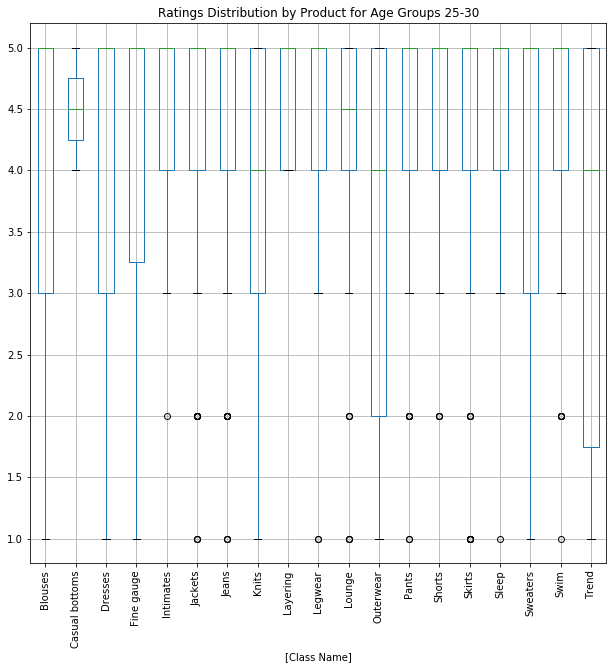 Ratings Distribution by Product for Age Groups 25-30
5.0
4.5
4.0
3.5
3.0
2.5
2.0
1.5
1.0
Blouses
Casual bottoms
Dresses
Fine gauge
Intimates
Jackets
Jeans
Knits
Layering
Legwear
Lounge
Outerwear
Pants
Shorts
Skirts
Sleep
Sweaters
Swim
Trend
[Class Name]